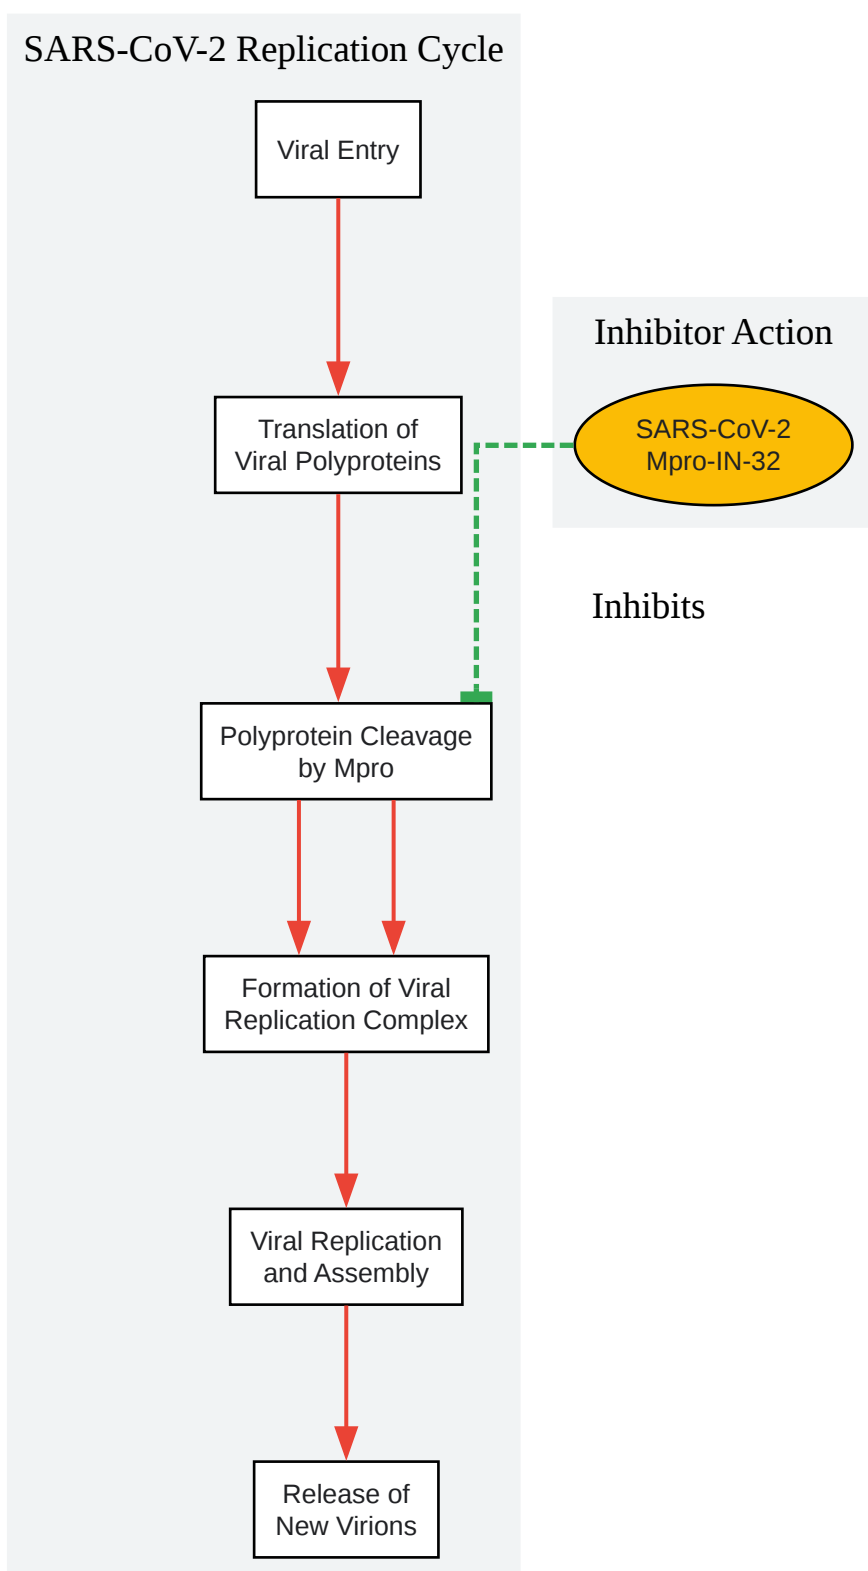 SARS-CoV-2 Replication Cycle
Viral Entry
Inhibitor Action
SARS-CoV-2
Mpro-IN-32
Translation of
Viral Polyproteins
Inhibits
Polyprotein Cleavage
by Mpro
Formation of Viral
Replication Complex
Viral Replication
and Assembly
Release of
New Virions